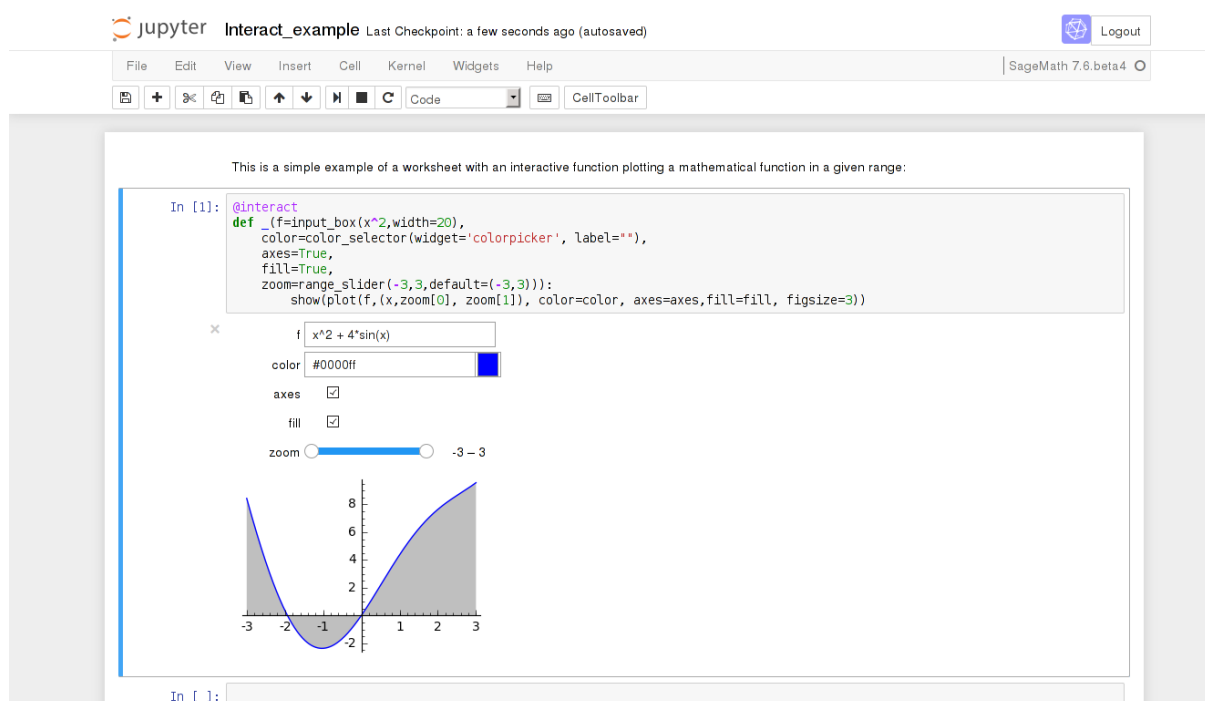 jupyter Interact_example Last Checkpoint: a few seconds ago (autosaved) Logout
File Edit View Insert Cell Kernel Widgets Help SageMath 7.6.beta4
Code CellToolbar
This is a simple example of a worksheet with an interactive function plotting a mathematical function in a given range:
In [1]: @interact
def _(f=input_box(x^2,width=20),
color=color_selector(widget='colorpicker', label=""),
axes=True,
fill=True,
zoom=range_slider(-3,3,default=(-3,3))):
show(plot(f,(x,zoom[0], zoom[1]), color=color, axes=axes,fill=fill, figsize=3))
f x^2 + 4*sin(x)
color #0000ff
axes
fill
zoom -3 – 3
8
6
4
2
-3 -2 -1 1 2 3
-2
In [ ]: